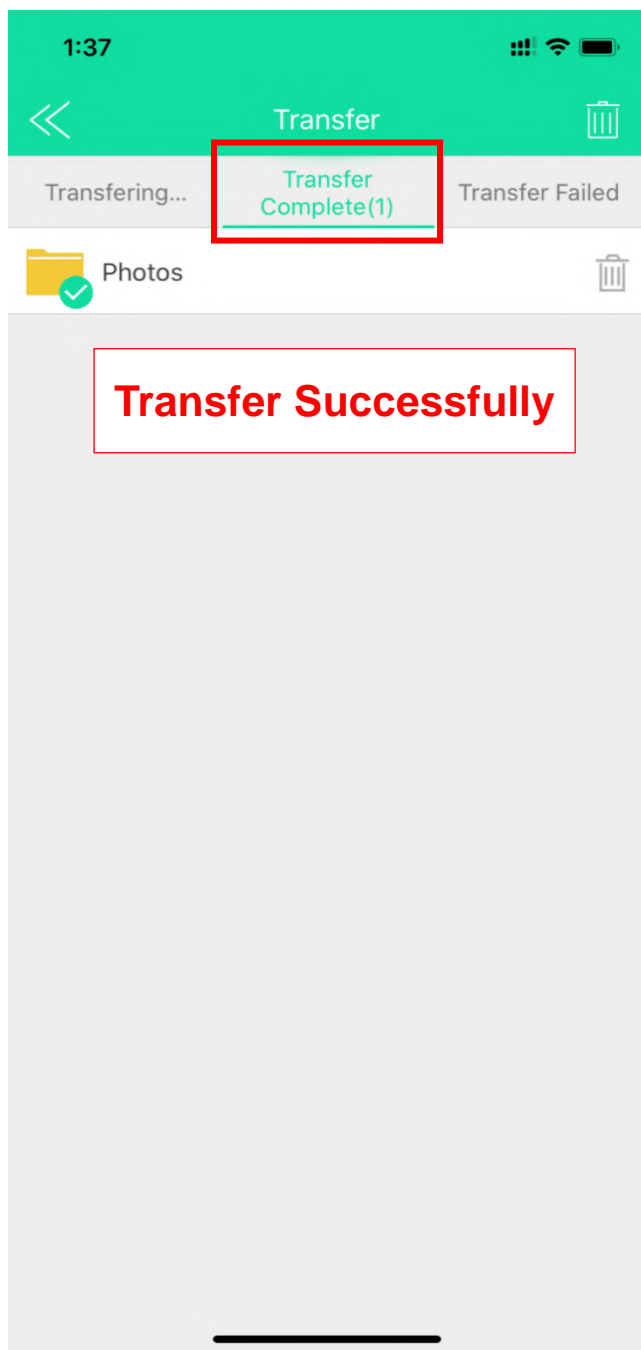 1:37
Transfer
Transfering...
Transfer
Complete(1)
Transfer Failed
Photos
Transfer Successfully